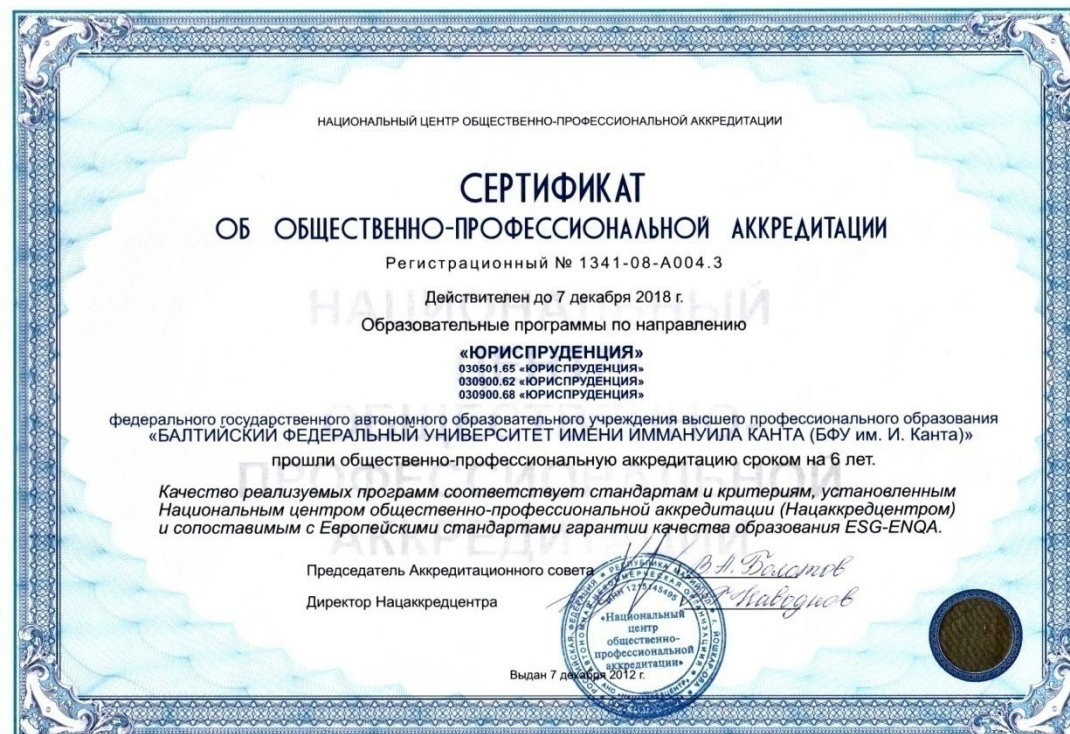 НАЦИОНАЛЬНЫЙ ЦЕНТР ОБЩЕСТВЕННО-ПРОФЕССИОНАЛЬНОЙ АККРЕДИТАЦИИ
СЕРТИФИКАТ
ОБ ОБЩЕСТВЕННО-ПРОФЕССИОНАЛЬНОЙ АККРЕДИТАЦИИ
Регистрационный № 1341-08-А004.3
Действителен до 7 декабря 2018 г.
Образовательные программы по направлению
«ЮРИСПРУДЕНЦИЯ»
030501.65 «ЮРИСПРУДЕНЦИЯ»
030900.62 «ЮРИСПРУДЕНЦИЯ»
030900.68 «ЮРИСПРУДЕНЦИЯ»
федерального государственного автономного образовательного учреждения высшего профессионального образования
«БАЛТИЙСКИЙ ФЕДЕРАЛЬНЫЙ УНИВЕРСИТЕТ ИМЕНИ ИММАНУИЛА КАНТА (БФУ им. И. Канта)»
прошли общественно-профессиональную аккредитацию сроком на 6 лет.
Качество реализуемых программ соответствует стандартам и критериям, установленным
Национальным центром общественно-профессиональной аккредитации (Нацаккредцентром)
и сопоставимым с Европейскими стандартами гарантии качества образования ESG-ENQA.
Председатель Аккредитационного совета В.А. Болотов
Директор Нацаккредцентра Наводнов
«Национальный
центр
общественно-
профессиональной
аккредитации»
Выдан 7 декабря 2012 г.